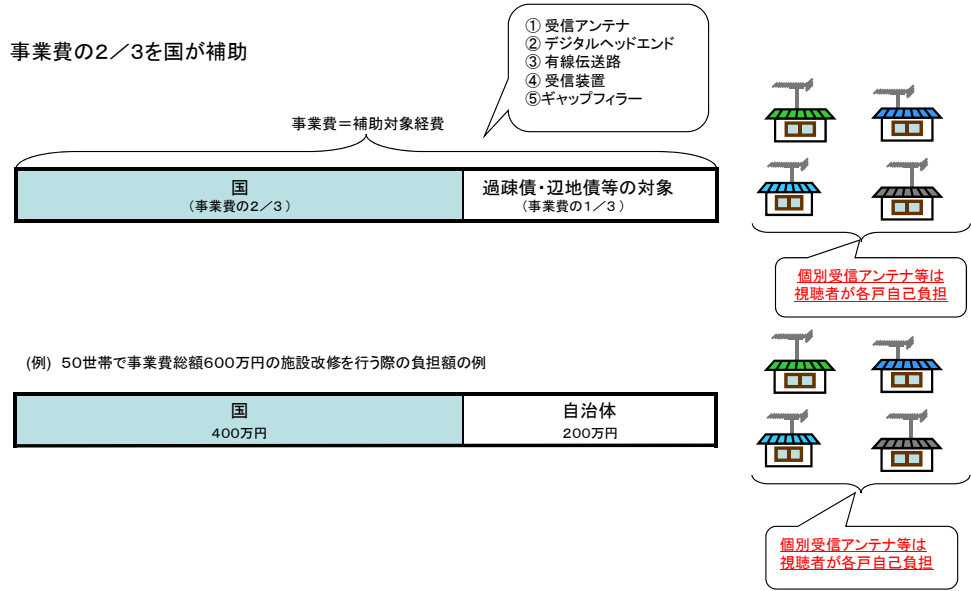 事業費の2／3を国が補助
① 受信アンテナ
② デジタルヘッドエンド
③ 有線伝送路
④ 受信装置
⑤ギャップフィラー
事業費＝補助対象経費
国
（事業費の2／3）
過疎債・辺地債等の対象
（事業費の1／3）
個別受信アンテナ等は
視聴者が各戸自己負担
(例) 50世帯で事業費総額600万円の施設改修を行う際の負担額の例
国
400万円
自治体
200万円
個別受信アンテナ等は
視聴者が各戸自己負担